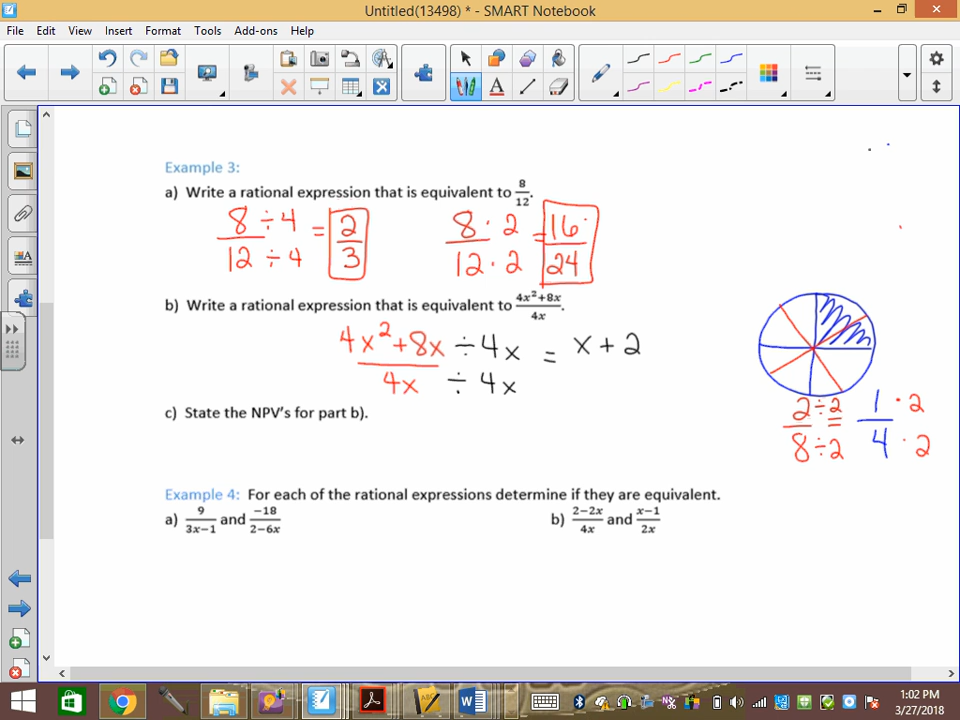 Untitled(13498) * - SMART Notebook
File Edit View Insert Format Tools Add-ons Help
Example 3:
a) Write a rational expression that is equivalent to 8/12.
8 ÷ 4 / 12 ÷ 4 = 2/3
8 · 2 / 12 · 2 = 16/24
b) Write a rational expression that is equivalent to 4x²+8x/4x.
4x² + 8x ÷ 4x / 4x ÷ 4x = x + 2
c) State the NPV's for part b).
2 ÷ 2 / 8 ÷ 2 = 1 · 2 / 4 · 2
Example 4: For each of the rational expressions determine if they are equivalent.
a) 9/3x−1 and −18/2−6x
b) 2−2x/4x and x−1/2x
1:02 PM
3/27/2018